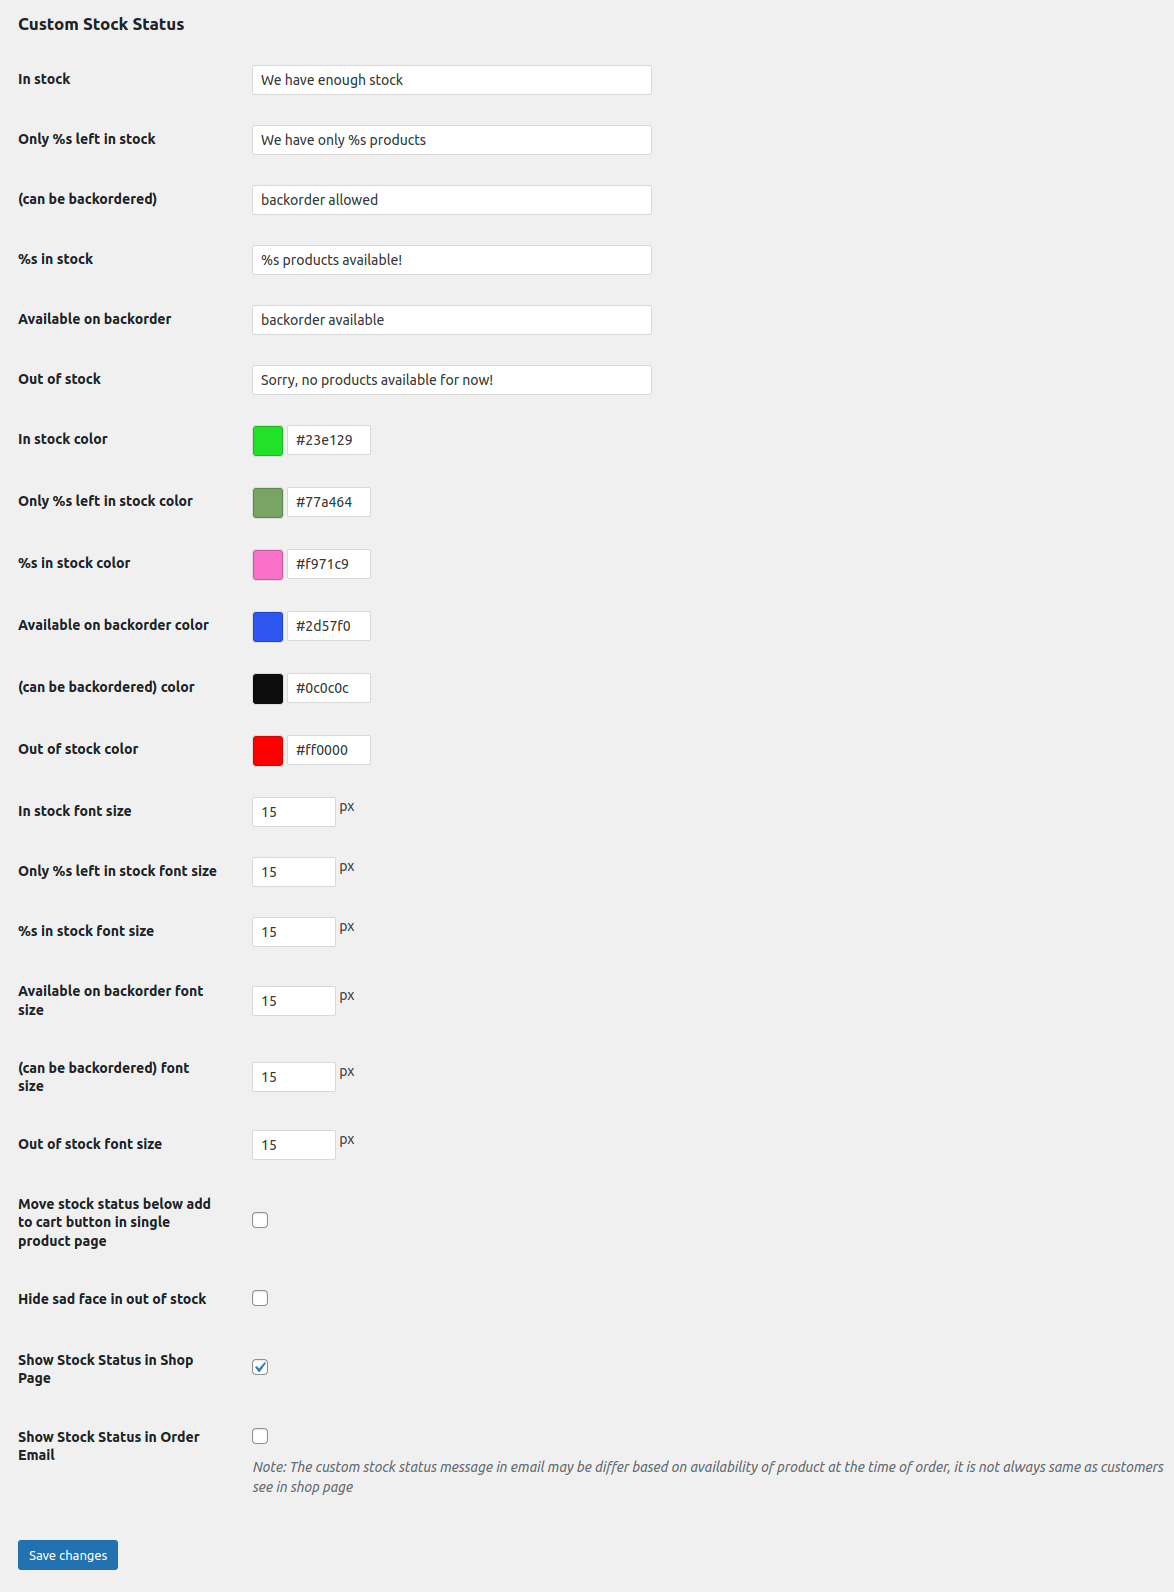 Custom Stock Status
In stock
We have enough stock
Only %s left in stock
We have only %s products
(can be backordered)
backorder allowed
%s in stock
%s products available!
Available on backorder
backorder available
Out of stock
Sorry, no products available for now!
In stock color
#23e129
Only %s left in stock color
#77a464
%s in stock color
#f971c9
Available on backorder color
#2d57f0
(can be backordered) color
#0c0c0c
Out of stock color
#ff0000
In stock font size
15 px
Only %s left in stock font size
15 px
%s in stock font size
15 px
Available on backorder font
size
15 px
(can be backordered) font
size
15 px
Out of stock font size
15 px
Move stock status below add
to cart button in single
product page
Hide sad face in out of stock
Show Stock Status in Shop
Page
Show Stock Status in Order
Email
Note: The custom stock status message in email may be differ based on availability of product at the time of order, it is not always same as customers
see in shop page
Save changes